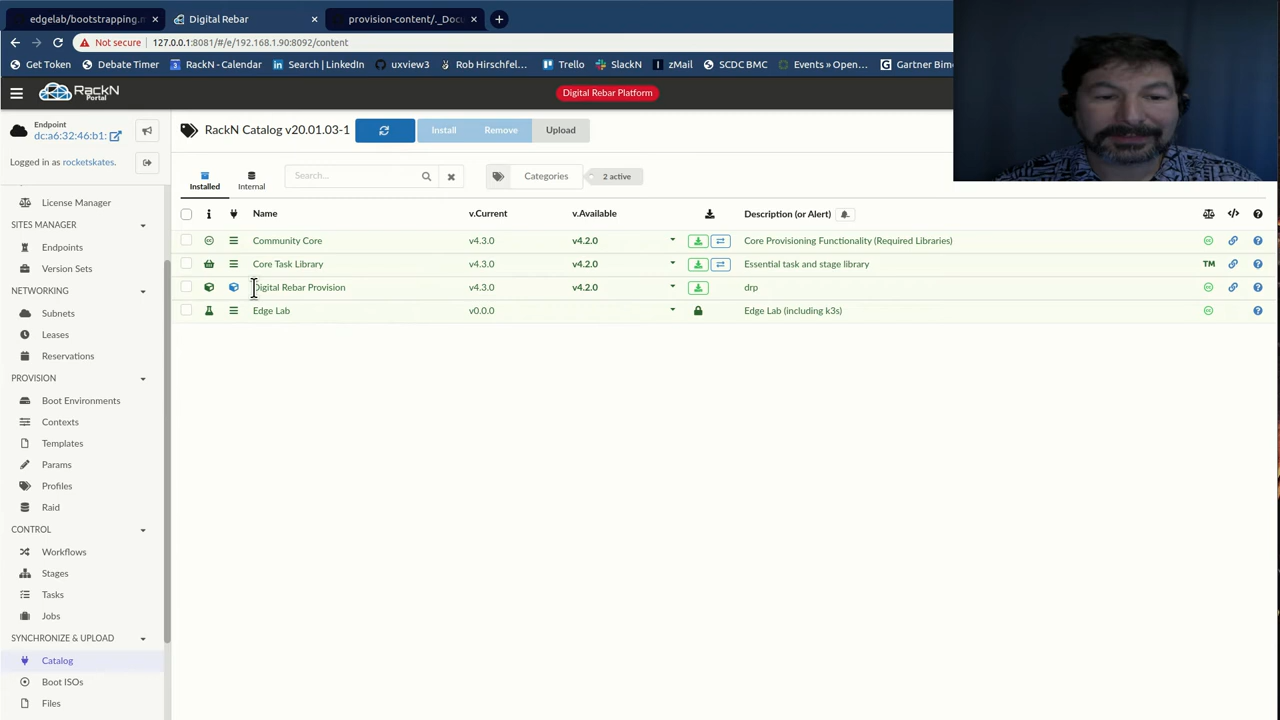 edgelab/bootstrapping.m
Digital Rebar
provision-content/._Docu
Not secure 127.0.0.1:8081/#/e/192.168.1.90:8092/content
Get Token Debate Timer RackN - Calendar LinkedIn | Search | LinkedIn uxview3 Rob Hirschfel... Trello SlackN zMail SCDC BMC Events » Open... Gartner Bimo
RackN Portal
Digital Rebar Platform
Endpoint
dc:a6:32:46:b1:
Logged in as rocketskates.
License Manager
SITES MANAGER
Endpoints
Version Sets
NETWORKING
Subnets
Leases
Reservations
PROVISION
Boot Environments
Contexts
Templates
Params
Profiles
Raid
CONTROL
Workflows
Stages
Tasks
Jobs
SYNCHRONIZE & UPLOAD
Catalog
Boot ISOs
Files
RackN Catalog v20.01.03-1 Install Remove Upload
Installed Internal Search... Categories 2 active
Name v.Current v.Available Description (or Alert)
Community Core v4.3.0 v4.2.0 Core Provisioning Functionality (Required Libraries)
Core Task Library v4.3.0 v4.2.0 Essential task and stage library TM
Digital Rebar Provision v4.3.0 v4.2.0 drp
Edge Lab v0.0.0 Edge Lab (including k3s)